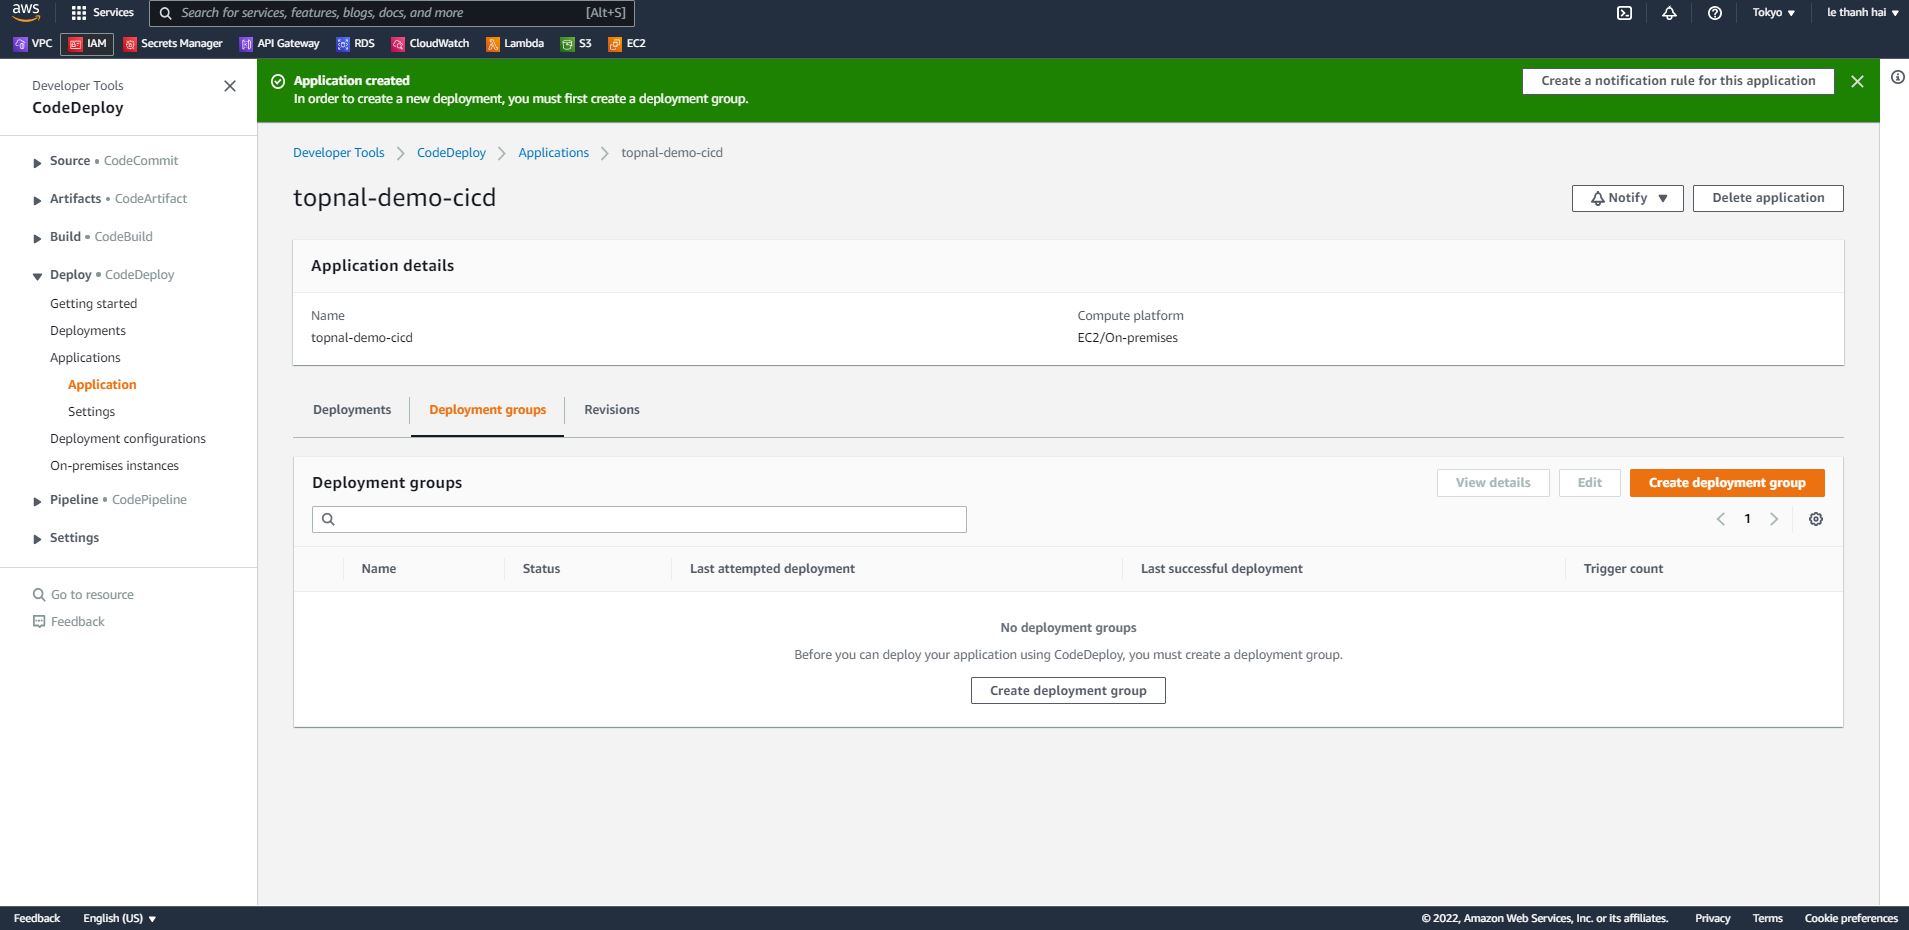 aws
Services
Search for services, features, blogs, docs, and more
[Alt+S]
Tokyo
le thanh hai
VPC
IAM
Secrets Manager
API Gateway
RDS
CloudWatch
Lambda
S3
EC2
Developer Tools
CodeDeploy
Source • CodeCommit
Artifacts • CodeArtifact
Build • CodeBuild
Deploy • CodeDeploy
Getting started
Deployments
Applications
Application
Settings
Deployment configurations
On-premises instances
Pipeline • CodePipeline
Settings
Go to resource
Feedback
Application created
In order to create a new deployment, you must first create a deployment group.
Create a notification rule for this application
Developer Tools
CodeDeploy
Applications
topnal-demo-cicd
topnal-demo-cicd
Notify
Delete application
Application details
Name
topnal-demo-cicd
Compute platform
EC2/On-premises
Deployments
Deployment groups
Revisions
Deployment groups
View details
Edit
Create deployment group
1
Name
Status
Last attempted deployment
Last successful deployment
Trigger count
No deployment groups
Before you can deploy your application using CodeDeploy, you must create a deployment group.
Create deployment group
Feedback
English (US)
© 2022, Amazon Web Services, Inc. or its affiliates.
Privacy
Terms
Cookie preferences